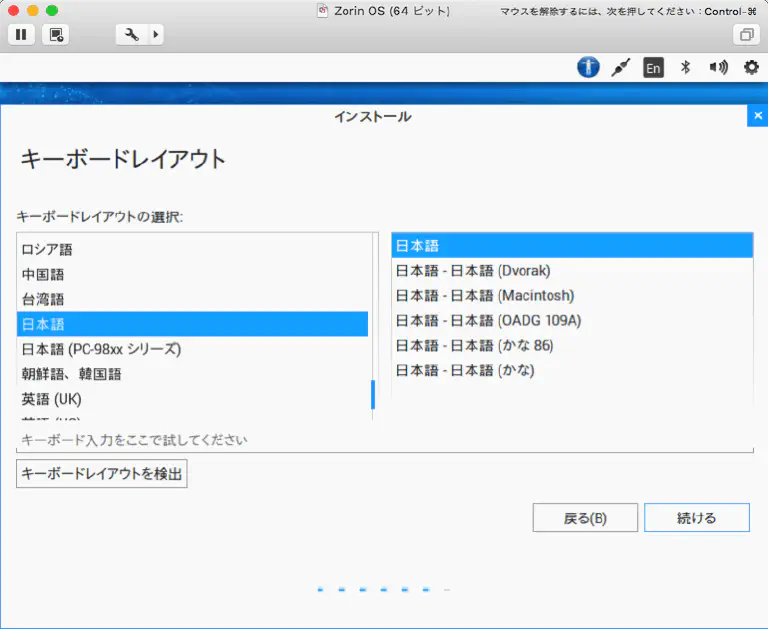 Zorin OS (64 ビット)
マウスを解除するには、次を押してください：Control-⌘
En
インストール
キーボードレイアウト
キーボードレイアウトの選択:
ロシア語
中国語
台湾語
日本語
日本語 (PC-98xx シリーズ)
朝鮮語、韓国語
英語 (UK)
日本語
日本語 - 日本語 (Dvorak)
日本語 - 日本語 (Macintosh)
日本語 - 日本語 (OADG 109A)
日本語 - 日本語 (かな 86)
日本語 - 日本語 (かな)
キーボード入力をここで試してください
キーボードレイアウトを検出
戻る(B)
続ける